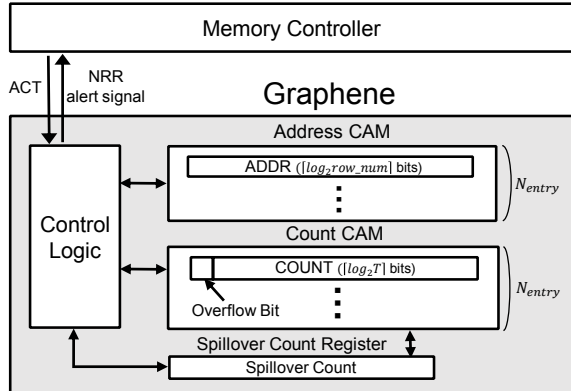 Memory Controller
ACT
NRR
alert signal
Graphene
Address CAM
ADDR (⌈log₂row_num⌉ bits)
N_entry
Control
Logic
Count CAM
COUNT (⌈log₂T⌉ bits)
Overflow Bit
N_entry
Spillover Count Register
Spillover Count